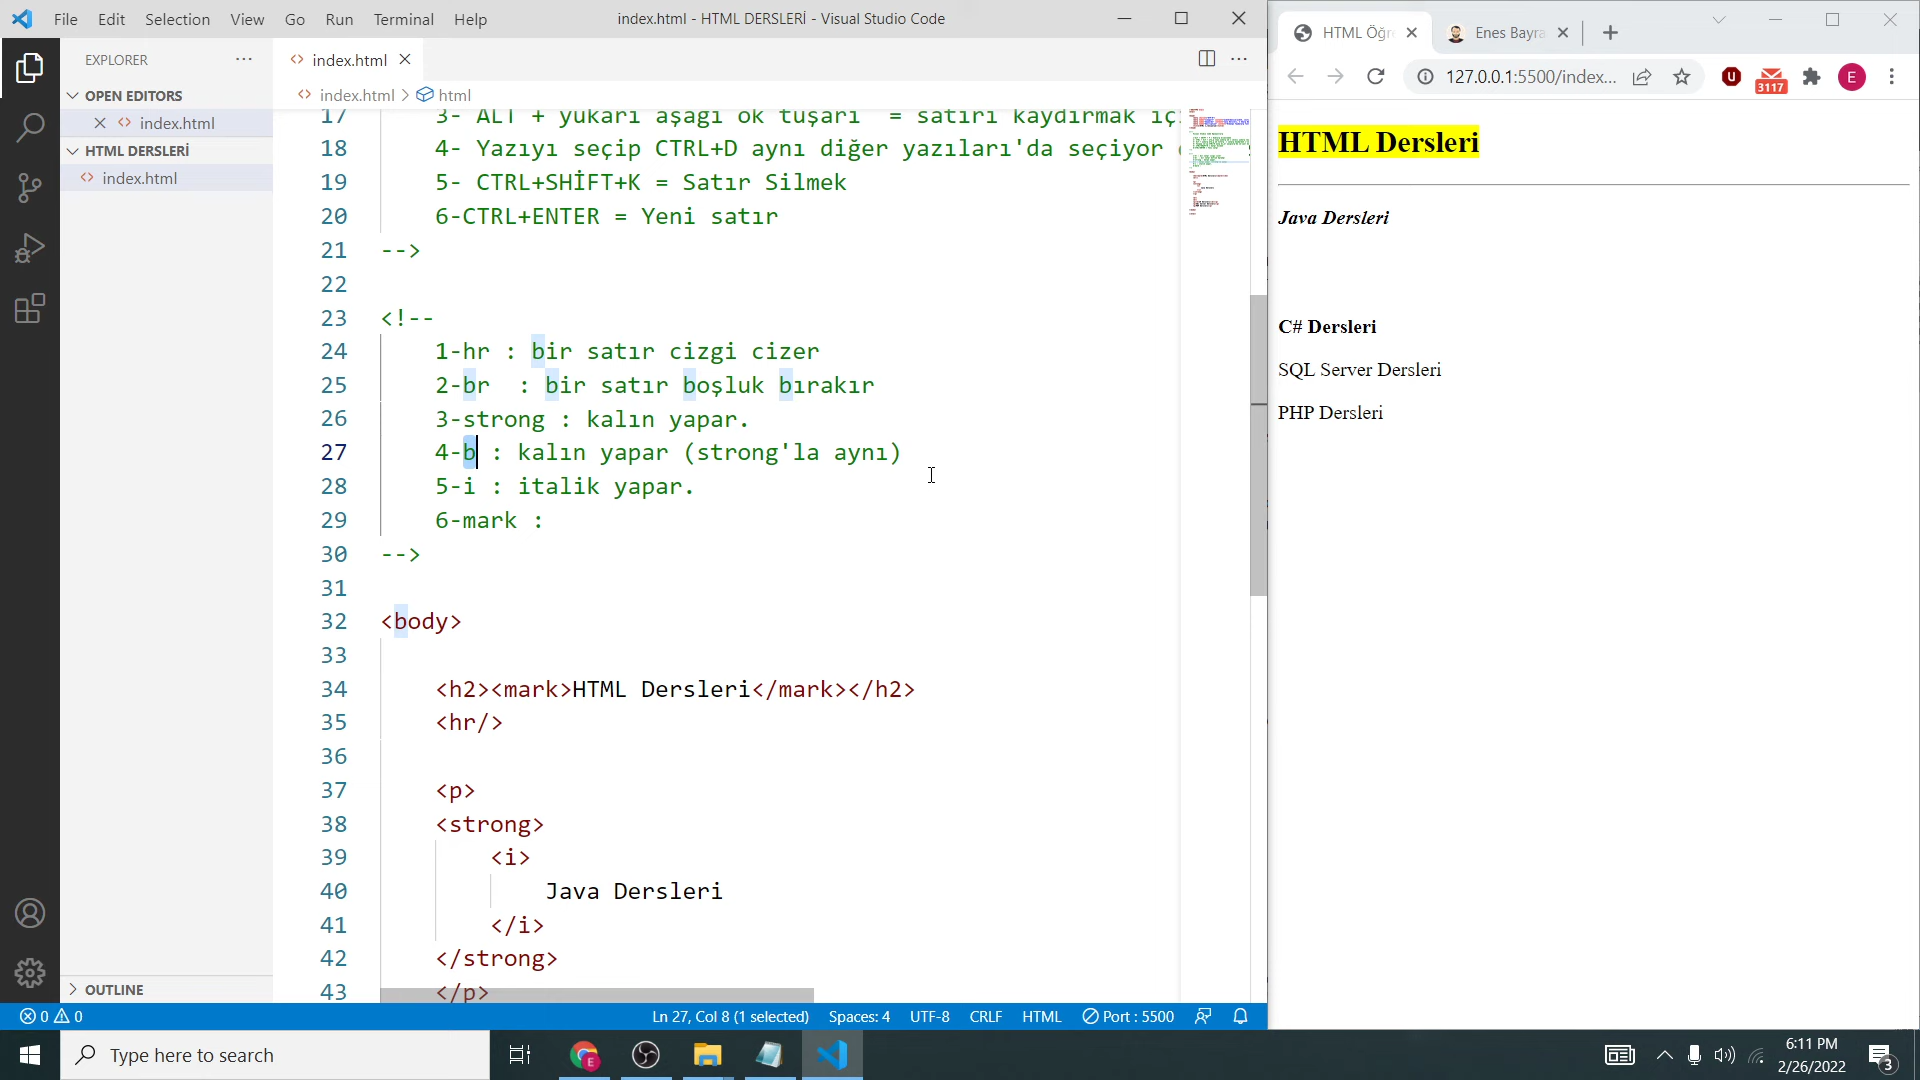 File Edit Selection View Go Run Terminal Help
index.html - HTML DERSLERİ - Visual Studio Code
EXPLORER
OPEN EDITORS
index.html
HTML DERSLERİ
index.html
OUTLINE
index.html
index.html > html
17 3- ALT + yukarı aşağı ok tuşarı = satırı kaydırmak iç
18 4- Yazıyı seçip CTRL+D aynı diğer yazıları'da seçiyor
19 5- CTRL+SHİFT+K = Satır Silmek
20 6-CTRL+ENTER = Yeni satır
21 -->
22
23 <!--
24 1-hr : bir satır cizgi cizer
25 2-br  : bir satır boşluk bırakır
26 3-strong : kalın yapar.
27 4-b : kalın yapar (strong'la aynı)
28 5-i : italik yapar.
29 6-mark :
30 -->
31
32 <body>
33
34 <h2><mark>HTML Dersleri</mark></h2>
35 <hr/>
36
37 <p>
38 <strong>
39 <i>
40 Java Dersleri
41 </i>
42 </strong>
43 </p>
0 0
Ln 27, Col 8 (1 selected) Spaces: 4 UTF-8 CRLF HTML Port : 5500
HTML Öğr
Enes Bayra
127.0.0.1:5500/index...
3117
E
HTML Dersleri
Java Dersleri
C# Dersleri
SQL Server Dersleri
PHP Dersleri
Type here to search
E
6:11 PM
2/26/2022
3